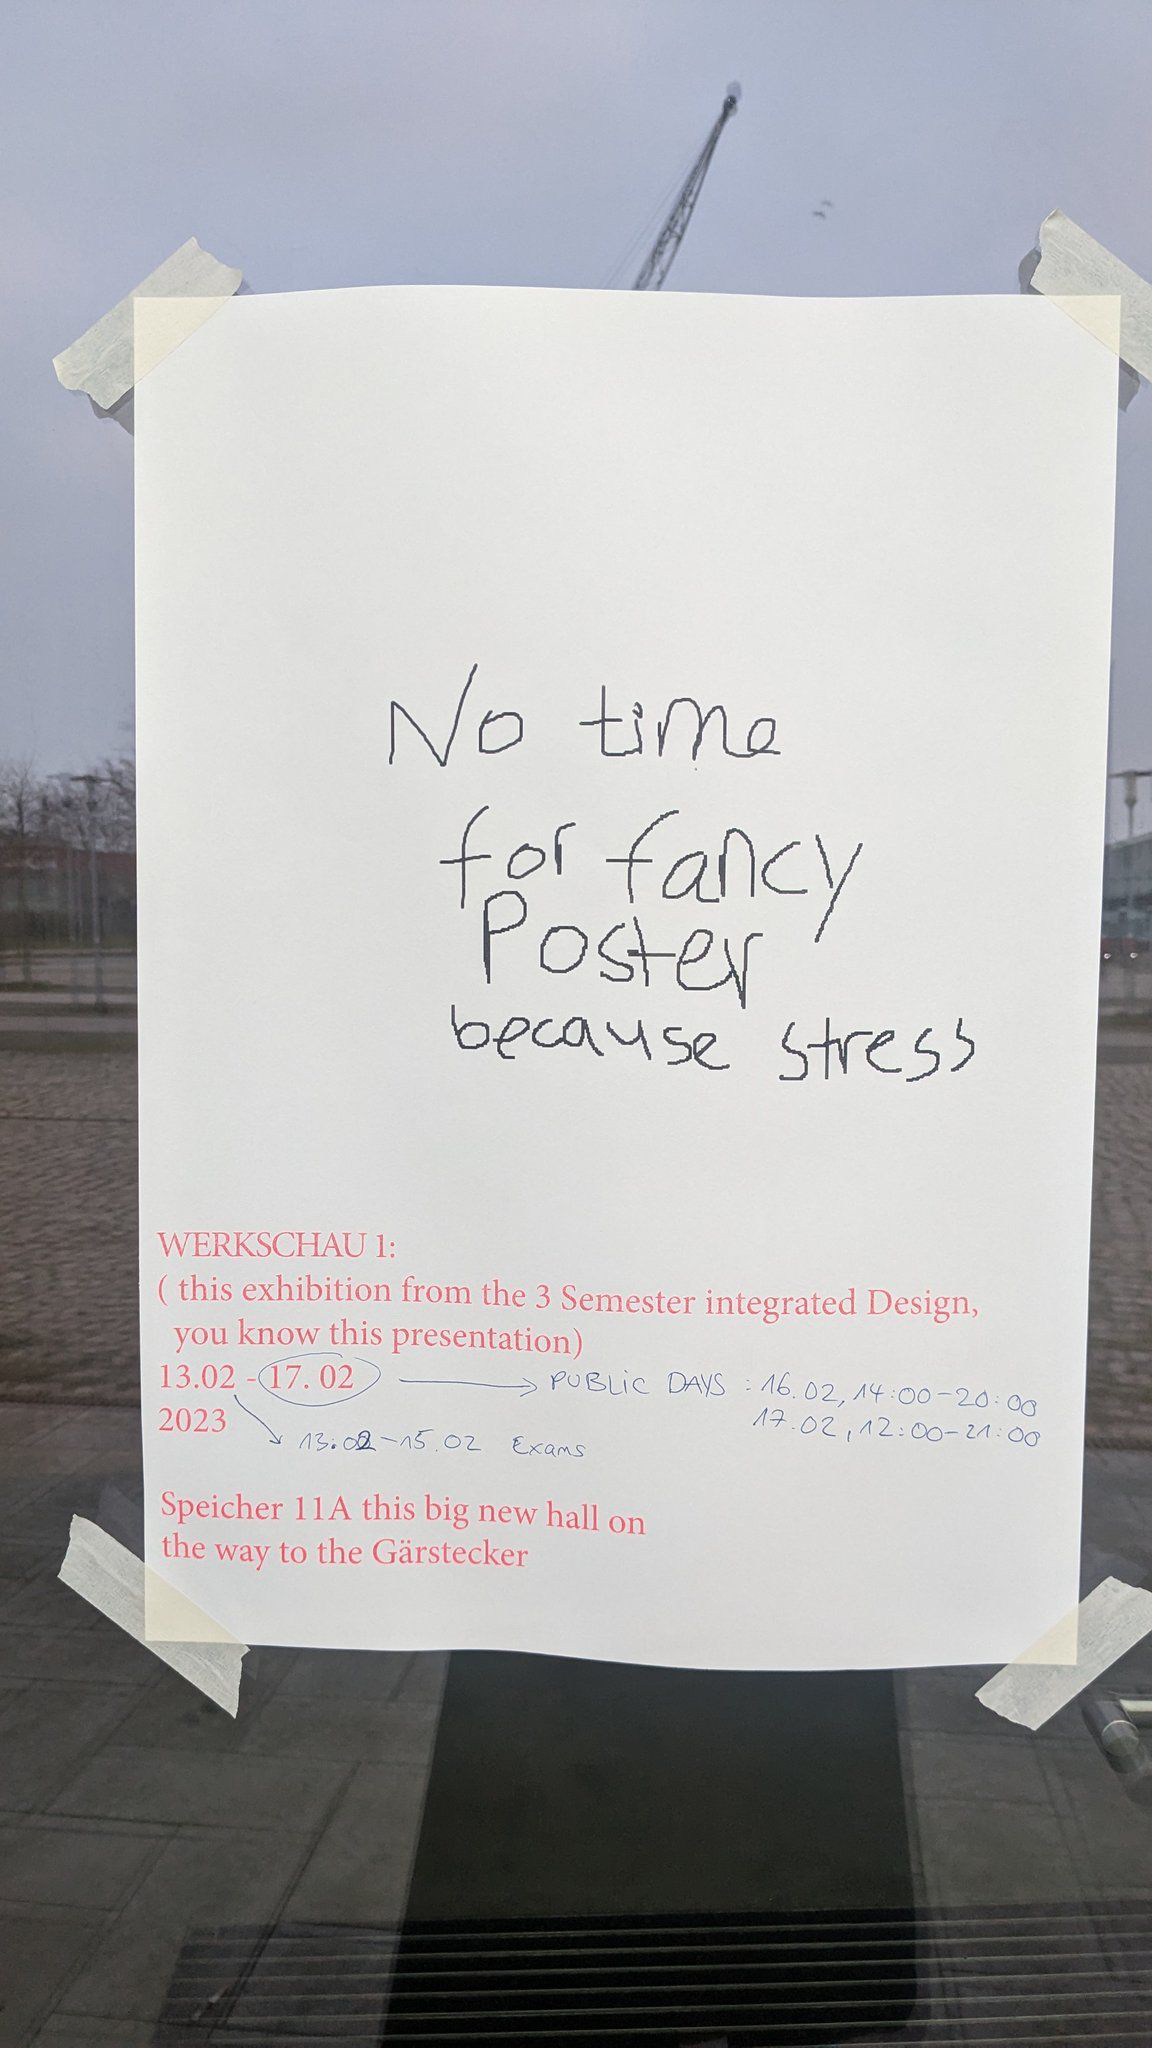 No time
for fancy
Poster
because stress
WERKSCHAU 1:
( this exhibition from the 3 Semester integrated Design,
you know this presentation)
13.02 - 17. 02 → PUBLIC DAYS : 16.02, 14:00-20:00
17.02, 12:00-21:00
2023
13.02-15.02 Exams
Speicher 11A this big new hall on
the way to the Gärstecker